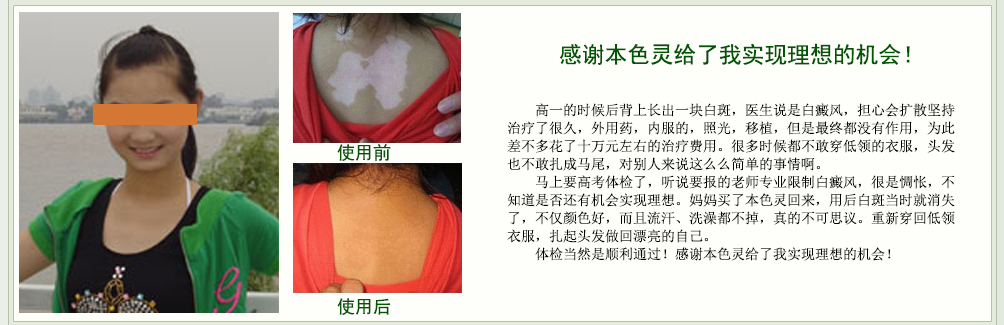 感谢本色灵给了我实现理想的机会！
高一的时候后背上长出一块白斑，医生说是白癜风，担心会扩散坚持
治疗了很久，外用药，内服的，照光，移植，但是最终都没有作用，为此
差不多花了十万元左右的治疗费用。很多时候都不敢穿低领的衣服，头发
也不敢扎成马尾，对别人来说这么么简单的事情啊。
马上要高考体检了，听说要报的老师专业限制白癜风，很是惆怅，不
知道是否还有机会实现理想。妈妈买了本色灵回来，用后白斑当时就消失
了，不仅颜色好，而且流汗、洗澡都不掉，真的不可思议。重新穿回低领
衣服，扎起头发做回漂亮的自己。
体检当然是顺利通过！感谢本色灵给了我实现理想的机会！
使用前
使用后